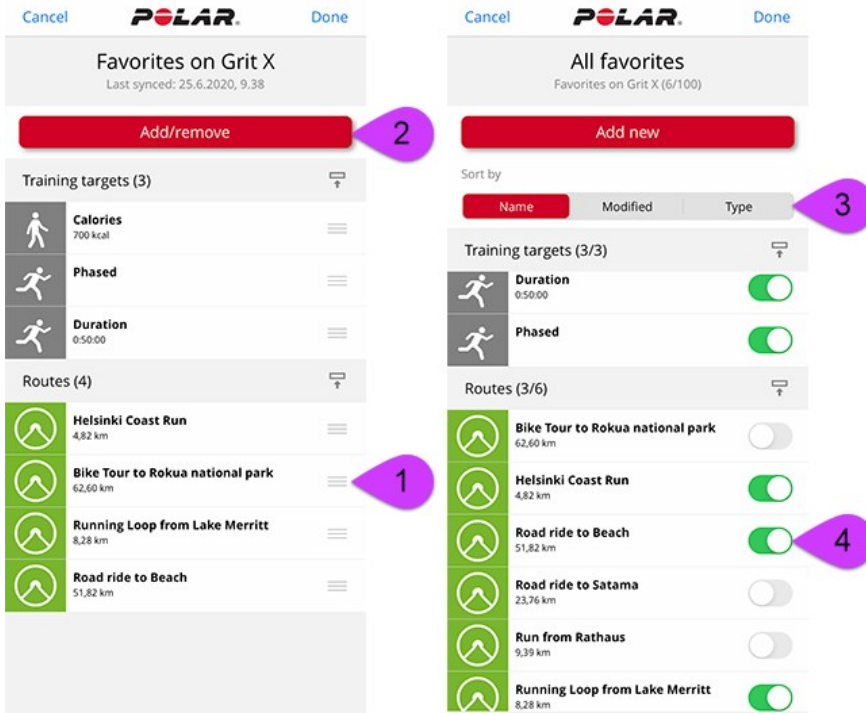 Cancel
POLAR.
Done
Favorites on Grit X
Last synced: 25.6.2020, 9.38
Add/remove
2
Training targets (3)
Calories
700 kcal
Phased
Duration
0:50:00
Routes (4)
Helsinki Coast Run
4,82 km
Bike Tour to Rokua national park
62,60 km
1
Running Loop from Lake Merritt
8,28 km
Road ride to Beach
51,82 km
Cancel
POLAR.
Done
All favorites
Favorites on Grit X (6/100)
Add new
Sort by
Name Modified Type
3
Training targets (3/3)
Duration
0:50:00
Phased
Routes (3/6)
Bike Tour to Rokua national park
62,60 km
Helsinki Coast Run
4,82 km
Road ride to Beach
51,82 km
4
Road ride to Satama
23,76 km
Run from Rathaus
9,39 km
Running Loop from Lake Merritt
8,28 km